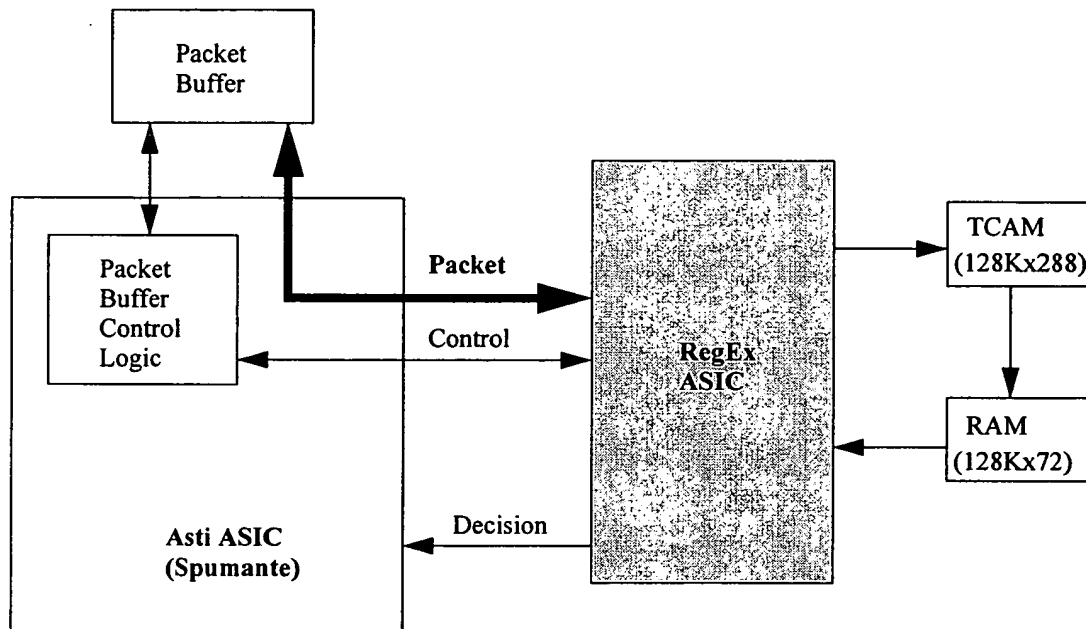 Packet
Buffer
Packet
Buffer
Control
Logic
Packet
Control
RegEx
ASIC
TCAM
(128Kx288)
RAM
(128Kx72)
Decision
Asti ASIC
(Spumante)